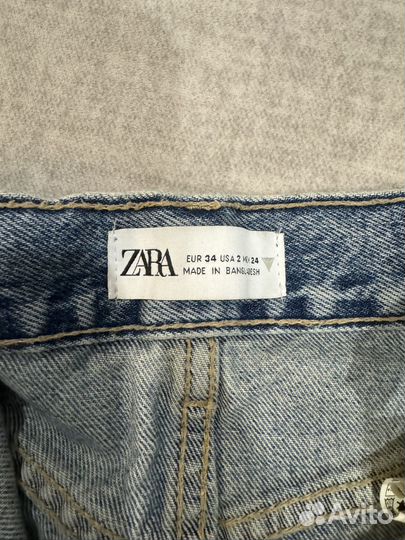 ZARA
EUR 34 USA 2 MEX 24
MADE IN BANGLADESH
Avito